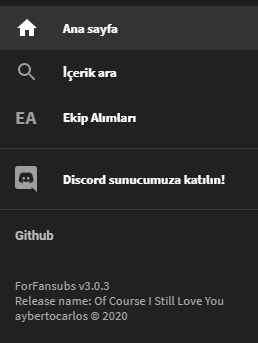 Ana sayfa
İçerik ara
EA Ekip Alımları
Discord sunucumuza katılın!
Github
ForFansubs v3.0.3
Release name: Of Course I Still Love You
aybertocarlos © 2020